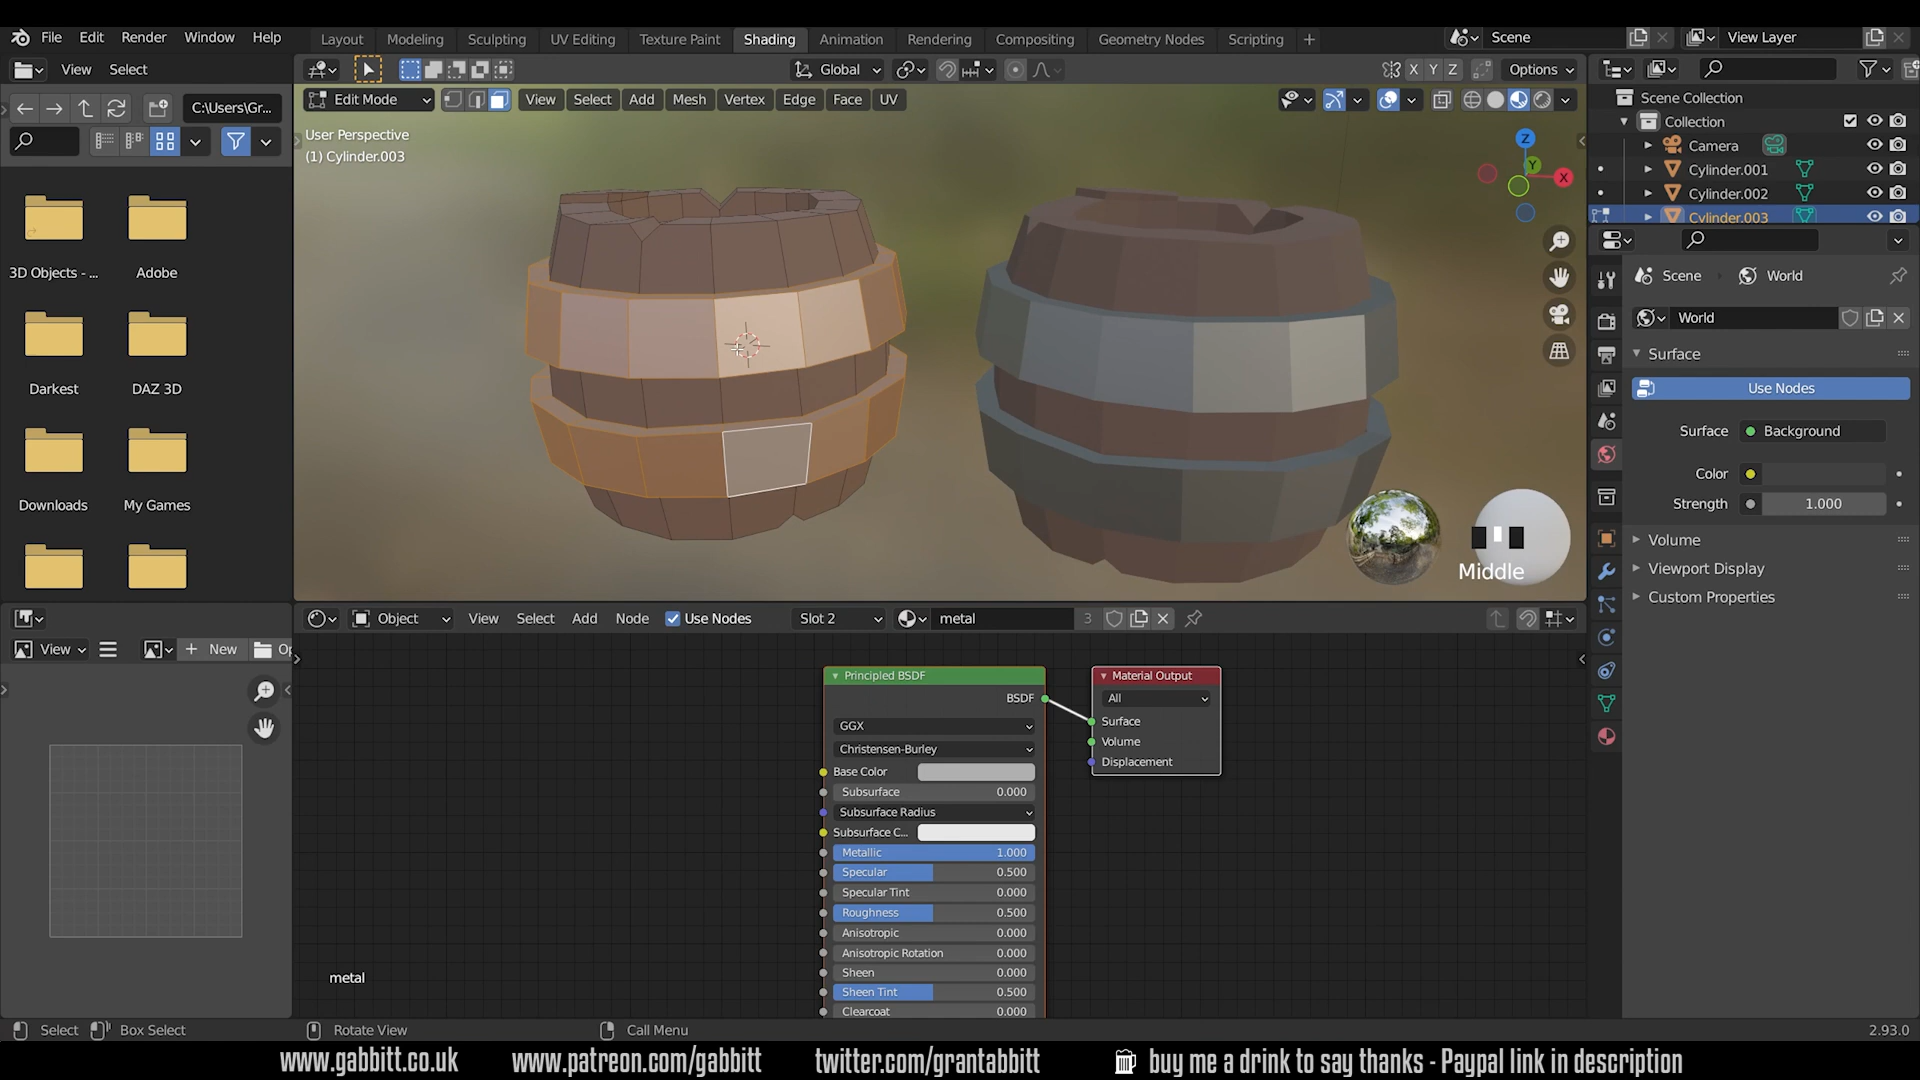 File Edit Render Window Help
Layout Modeling Sculpting UV Editing Texture Paint Shading Animation Rendering Compositing Geometry Nodes Scripting +
Scene
View Layer
View Select
Global
X Y Z
Options
C:\Users\Gr...
Edit Mode
View Select Add Mesh Vertex Edge Face UV
User Perspective
(1) Cylinder.003
Z
Y
X
Scene Collection
Collection
Camera
Cylinder.001
Cylinder.002
Cylinder.003
3D Objects - ...
Adobe
Darkest
DAZ 3D
Downloads
My Games
Scene
World
World
Surface
Use Nodes
Surface
Background
Color
Strength
1.000
Volume
Viewport Display
Custom Properties
Middle
Object
View Select Add Node
Use Nodes
Slot 2
metal
3
View
+ New
Principled BSDF
BSDF
GGX
Christensen-Burley
Base Color
Subsurface 0.000
Subsurface Radius
Subsurface C...
Metallic 1.000
Specular 0.500
Specular Tint 0.000
Roughness 0.500
Anisotropic 0.000
Anisotropic Rotation 0.000
Sheen 0.000
Sheen Tint 0.500
Clearcoat 0.000
Material Output
All
Surface
Volume
Displacement
metal
Select
Box Select
Rotate View
Call Menu
2.93.0
www.gabbitt.co.uk
www.patreon.com/gabbitt
twitter.com/grantabbitt
buy me a drink to say thanks - Paypal link in description